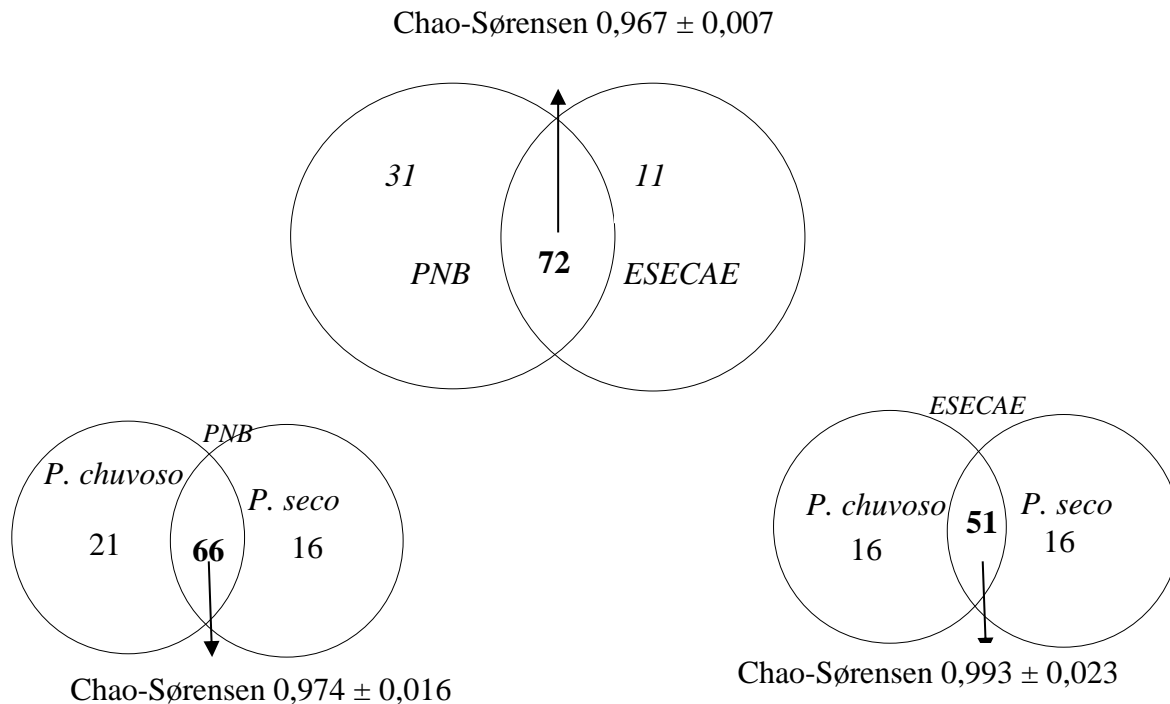 Chao-Sørensen 0,967 ± 0,007
31
11
PNB
72
ESECAE
PNB
P. chuvoso
P. seco
21
66
16
Chao-Sørensen 0,974 ± 0,016
ESECAE
P. chuvoso
51
P. seco
16
16
Chao-Sørensen 0,993 ± 0,023